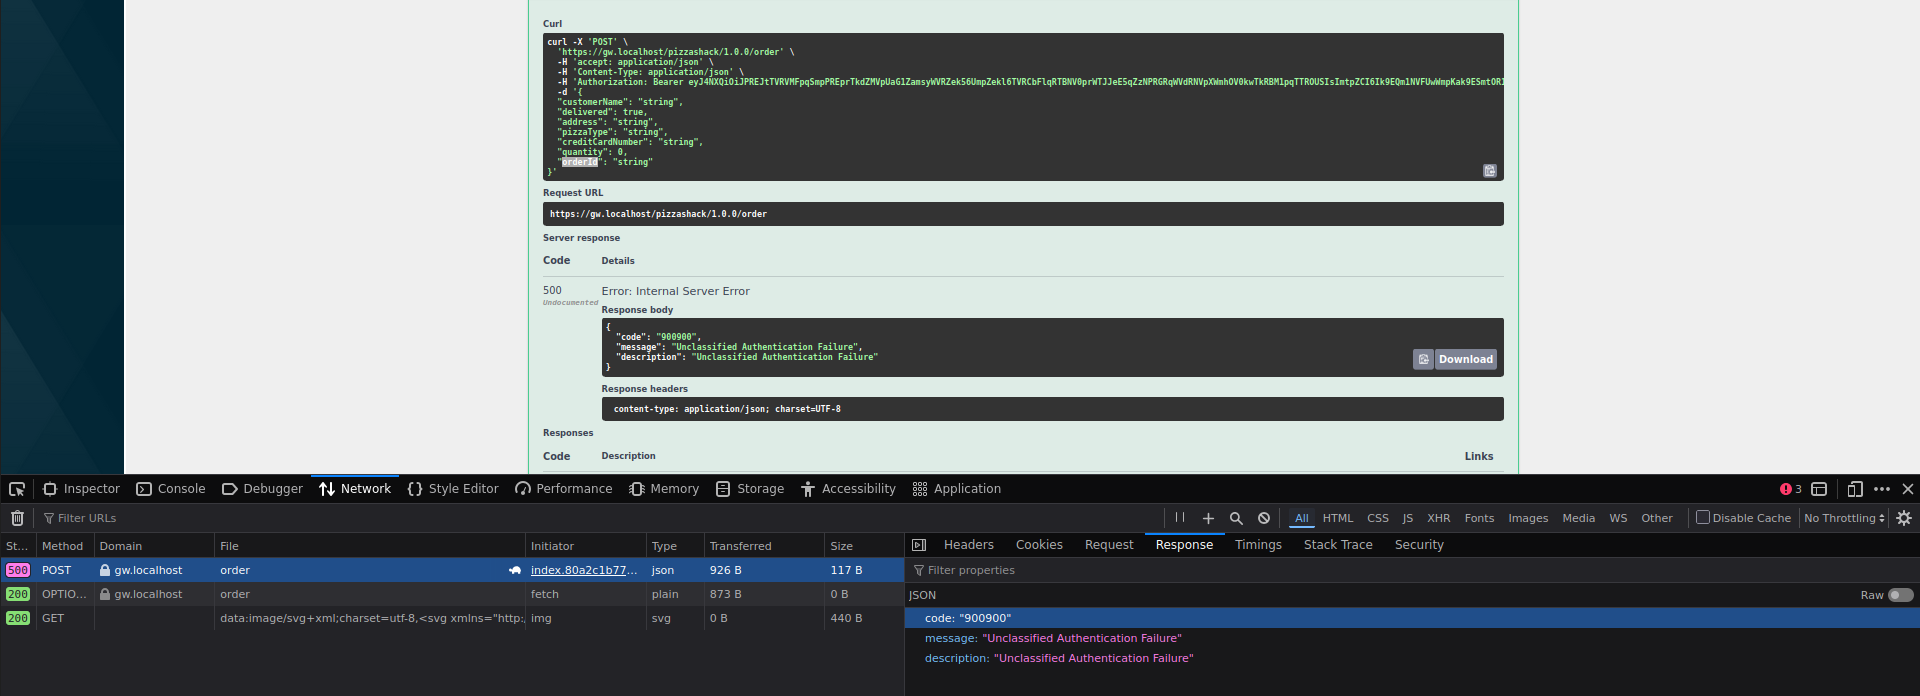 Curl
curl -X 'POST' \
'https://gw.localhost/pizzashack/1.0.0/order' \
-H 'accept: application/json' \
-H 'Content-Type: application/json' \
-H 'Authorization: Bearer
-d '{
"customerName": "string",
"delivered": true,
"address": "string",
"pizzaType": "string",
"creditCardNumber": "string",
"quantity": 0,
"orderId": "string"
}'
Request URL
https://gw.localhost/pizzashack/1.0.0/order
Server response
Code Details
500 Error: Internal Server Error
Undocumented
Response body
{
"code": "900900",
"message": "Unclassified Authentication Failure",
"description": "Unclassified Authentication Failure"
}
Download
Response headers
content-type: application/json; charset=UTF-8
Responses
Code Description Links
Inspector Console Debugger Network Style Editor Performance Memory Storage Accessibility Application 3
Filter URLs All HTML CSS JS XHR Fonts Images Media WS Other Disable Cache No Throttling
St... Method Domain File Initiator Type Transferred Size Headers Cookies Request Response Timings Stack Trace Security
500 POST gw.localhost order index.80a2c1b77... json 926 B 117 B Filter properties
200 OPTIO... gw.localhost order fetch plain 873 B 0 B JSON Raw
200 GET data:image/svg+xml;charset=utf-8,<svg xmlns="http: img svg 0 B 440 B code: "900900"
message: "Unclassified Authentication Failure"
description: "Unclassified Authentication Failure"